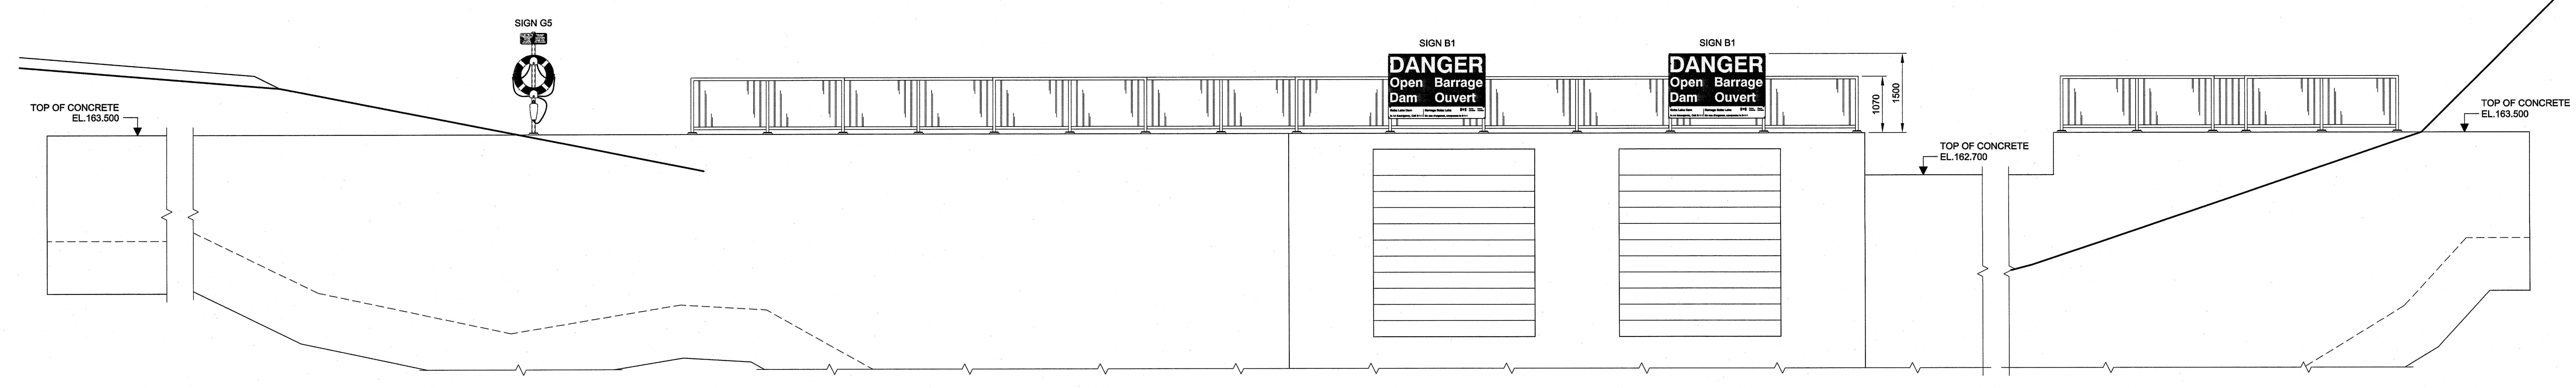 SIGN G5
TOP OF CONCRETE
EL.163.500
SIGN B1
DANGER
Open Barrage
Dam Ouvert
SIGN B1
DANGER
Open Barrage
Dam Ouvert
1070
1500
TOP OF CONCRETE
EL.162.700
TOP OF CONCRETE
EL.163.500